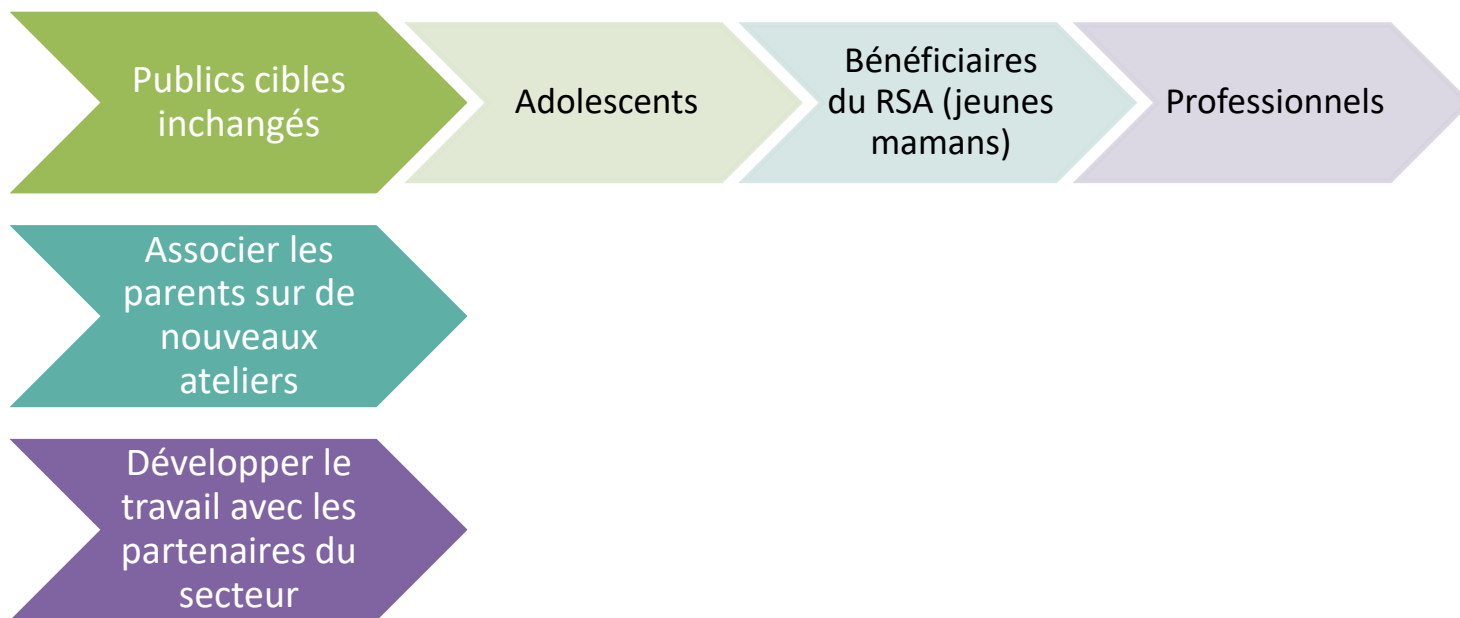 Publics cibles
inchangés
Adolescents
Bénéficiaires
du RSA (jeunes
mamans)
Professionnels
Associer les
parents sur de
nouveaux
ateliers
Développer le
travail avec les
partenaires du
secteur